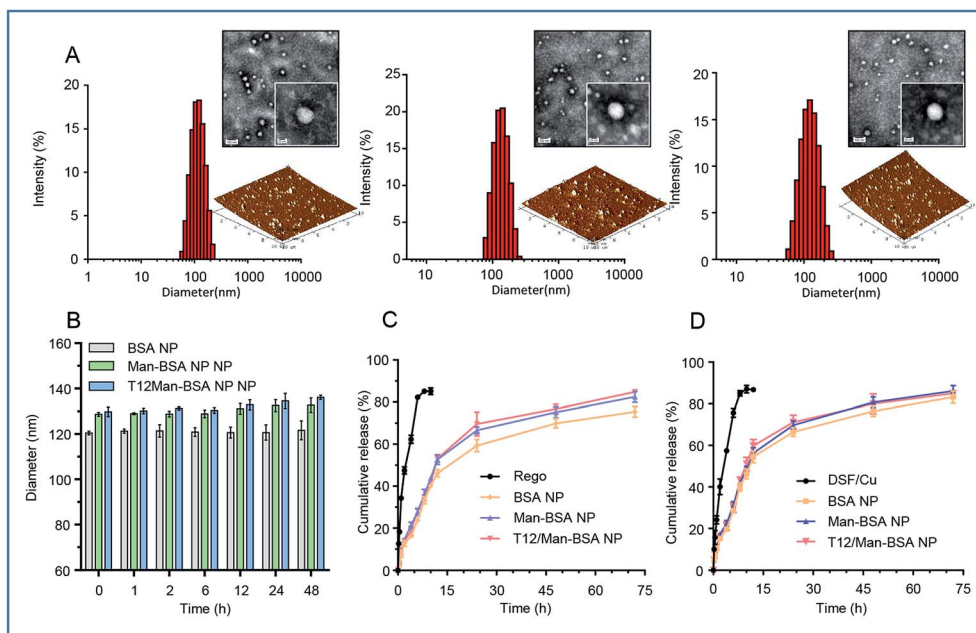 A
Intensity (%)
20
15
10
5
0
1
10
100
1000
10000
Diameter(nm)
Intensity (%)
25
20
15
10
5
0
10
100
1000
10000
Diameter(nm)
Intensity (%)
20
15
10
5
0
10
100
1000
10000
Diameter(nm)
B
BSA NP
Man-BSA NP NP
T12Man-BSA NP NP
Diameter (nm)
160
140
120
100
80
60
0 1 2 6 12 24 48
Time (h)
C
Cumulative release (%)
100
80
60
40
20
0
Rego
BSA NP
Man-BSA NP
T12/Man-BSA NP
0 15 30 45 60 75
Time (h)
D
Cumulative release (%)
100
80
60
40
20
0
DSF/Cu
BSA NP
Man-BSA NP
T12/Man-BSA NP
0 15 30 45 60 75
Time (h)